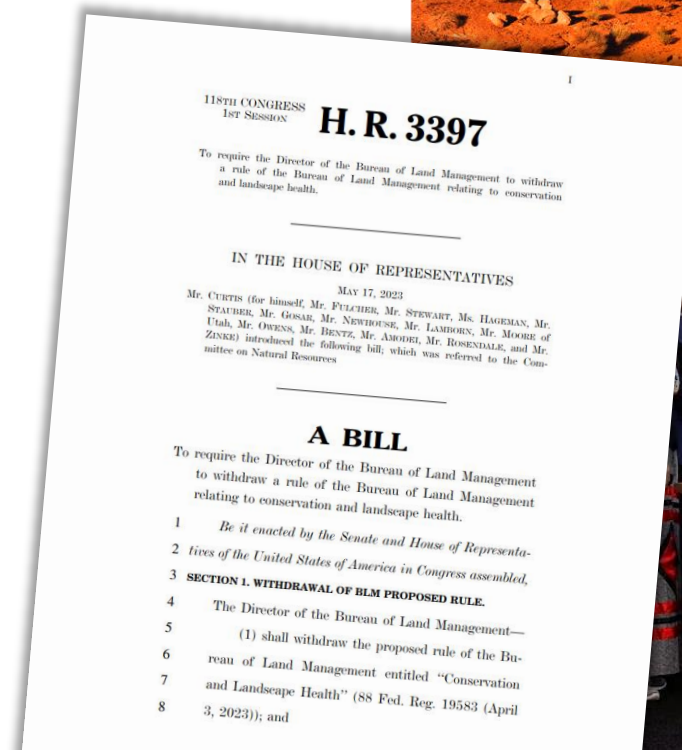 I
118TH CONGRESS
1ST SESSION
H. R. 3397
To require the Director of the Bureau of Land Management to withdraw
a rule of the Bureau of Land Management relating to conservation
and landscape health.
IN THE HOUSE OF REPRESENTATIVES
MAY 17, 2023
Mr. CURTIS (for himself, Mr. FULCHER, Mr. STEWART, Ms. HAGEMAN, Mr.
STAUBER, Mr. GOSAR, Mr. NEWHOUSE, Mr. LAMBORN, Mr. MOORE of
Utah, Mr. OWENS, Mr. BENTZ, Mr. AMODEI, Mr. ROSENDALE, and Mr.
ZINKE) introduced the following bill; which was referred to the Com-
mittee on Natural Resources
A BILL
To require the Director of the Bureau of Land Management
to withdraw a rule of the Bureau of Land Management
relating to conservation and landscape health.
1 Be it enacted by the Senate and House of Representa-
2 tives of the United States of America in Congress assembled,
3 SECTION 1. WITHDRAWAL OF BLM PROPOSED RULE.
4 The Director of the Bureau of Land Management—
5 (1) shall withdraw the proposed rule of the Bu-
6 reau of Land Management entitled “Conservation
7 and Landscape Health” (88 Fed. Reg. 19583 (April
8 3, 2023)); and